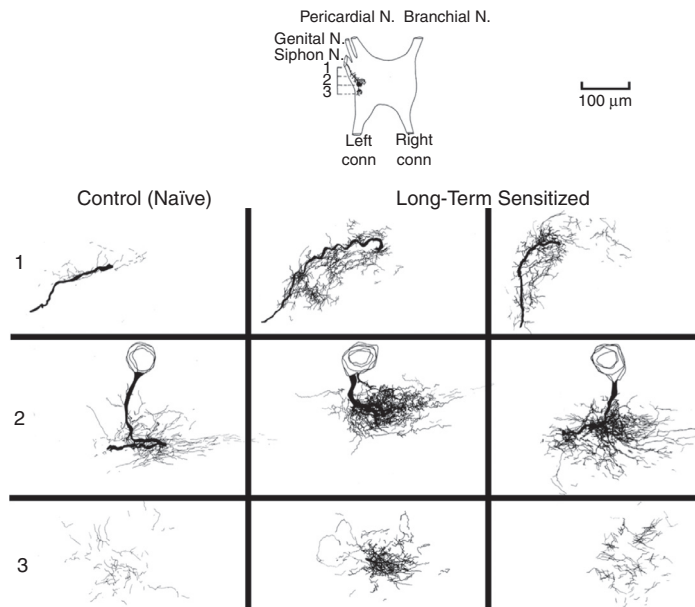 Pericardial N. Branchial N.
Genital N.
Siphon N.
1
2
3
100 μm
Left conn
Right conn
Control (Naïve)
Long-Term Sensitized
1
2
3